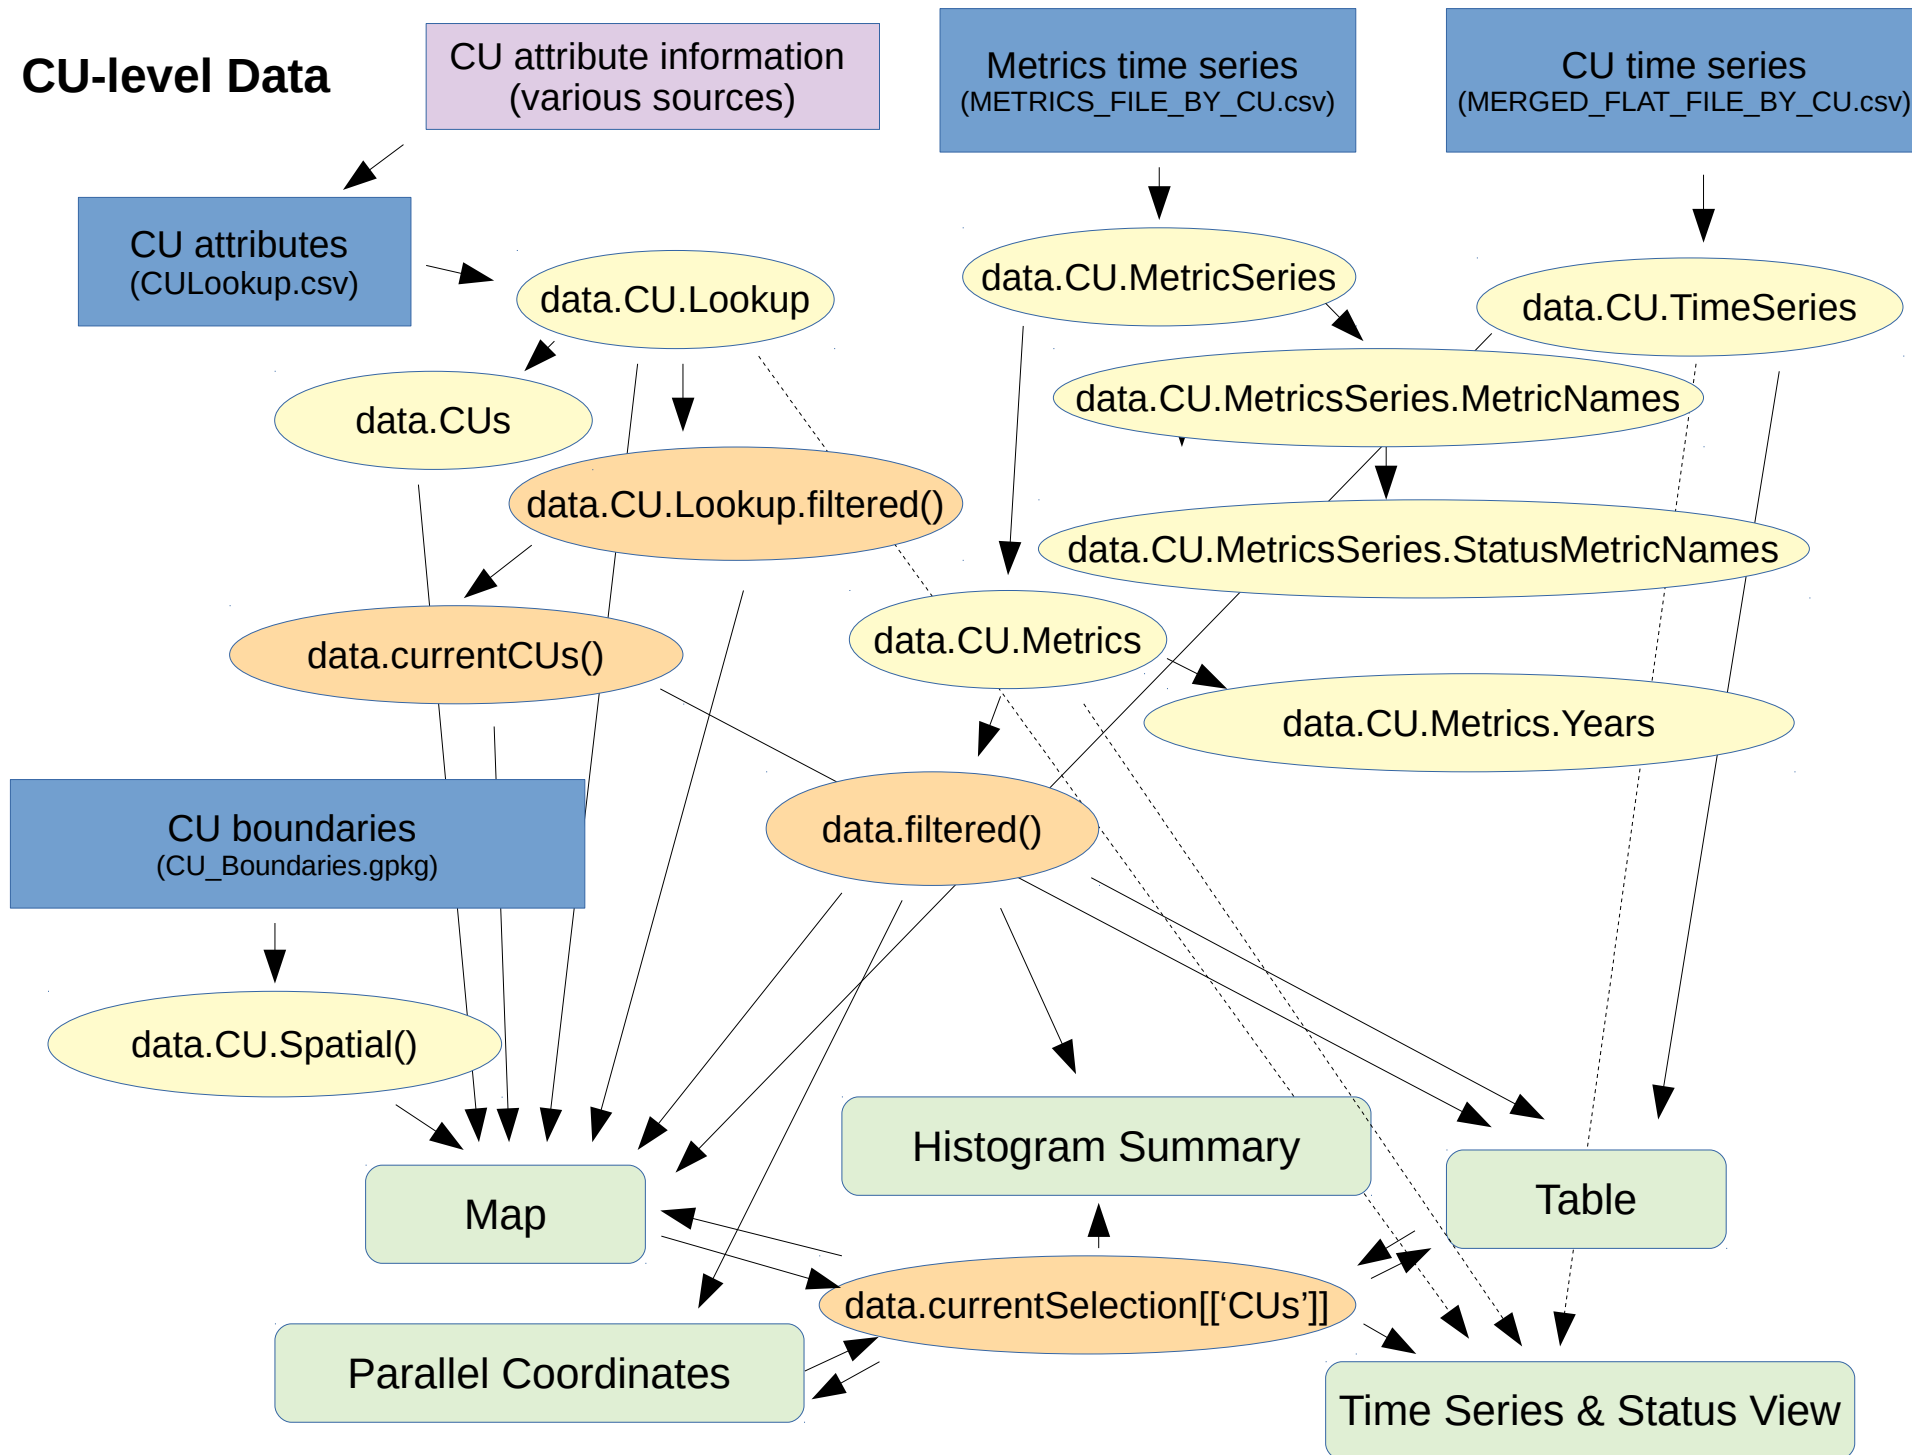 CU-level Data
CU attribute information
(various sources)
Metrics time series
(METRICS_FILE_BY_CU.csv)
CU time series
(MERGED_FLAT_FILE_BY_CU.csv)
CU attributes
(CULookup.csv)
data.CU.Lookup
data.CU.MetricSeries
data.CU.TimeSeries
data.CUs
data.CU.MetricsSeries.MetricNames
data.CU.Lookup.filtered()
data.CU.MetricsSeries.StatusMetricNames
data.currentCUs()
data.CU.Metrics
data.CU.Metrics.Years
CU boundaries
(CU_Boundaries.gpkg)
data.filtered()
data.CU.Spatial()
Histogram Summary
Map
Table
data.currentSelection[[‘CUs’]]
Parallel Coordinates
Time Series & Status View